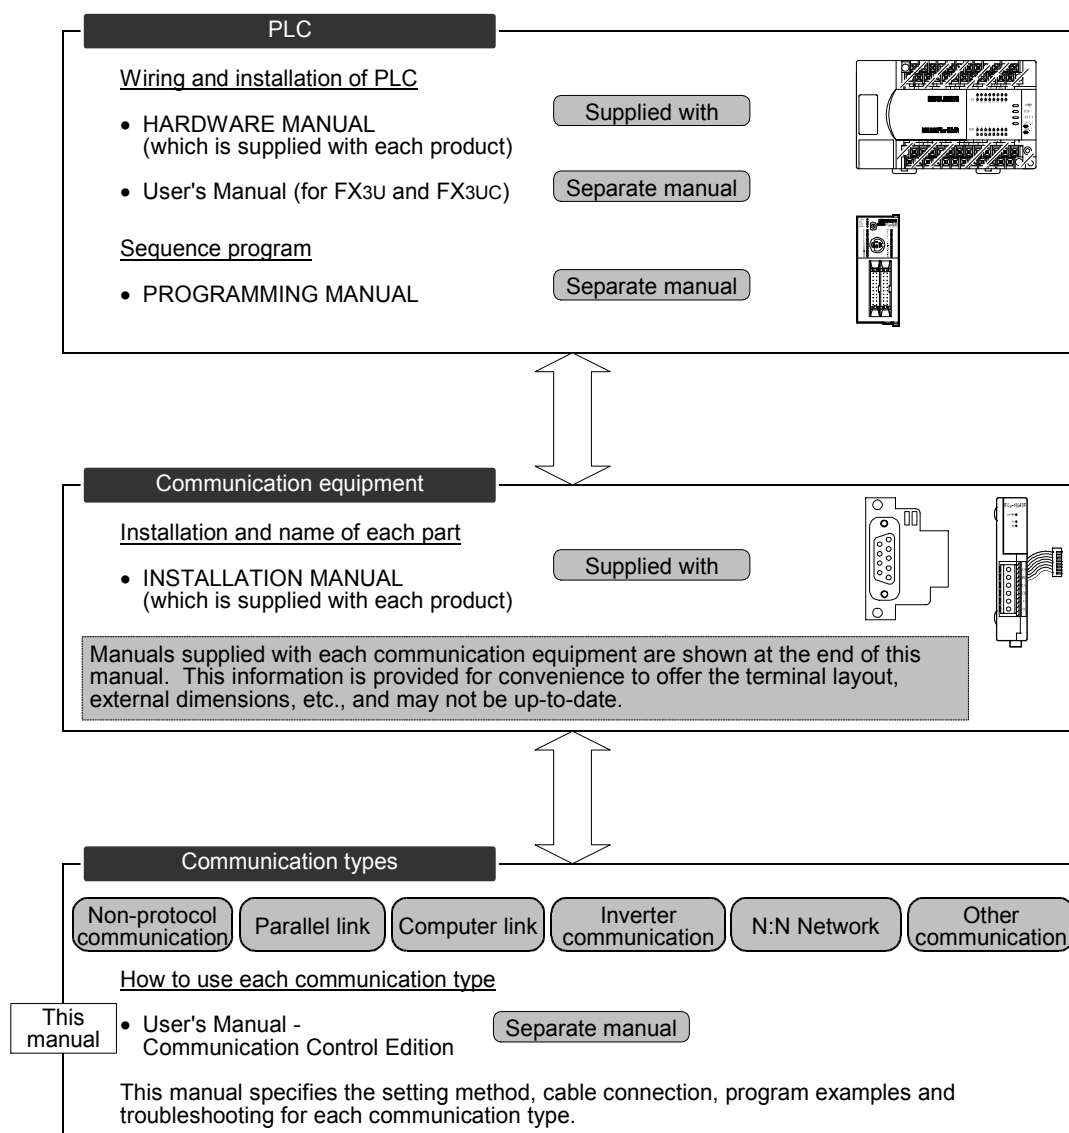 PLC
Wiring and installation of PLC
• HARDWARE MANUAL
(which is supplied with each product)
Supplied with
• User's Manual (for FX3U and FX3UC)
Separate manual
Sequence program
• PROGRAMMING MANUAL
Separate manual
Communication equipment
Installation and name of each part
• INSTALLATION MANUAL
(which is supplied with each product)
Supplied with
Manuals supplied with each communication equipment are shown at the end of this
manual. This information is provided for convenience to offer the terminal layout,
external dimensions, etc., and may not be up-to-date.
Communication types
Non-protocol
communication
Parallel link
Computer link
Inverter
communication
N:N Network
Other
communication
How to use each communication type
This
manual
• User's Manual -
Communication Control Edition
Separate manual
This manual specifies the setting method, cable connection, program examples and
troubleshooting for each communication type.